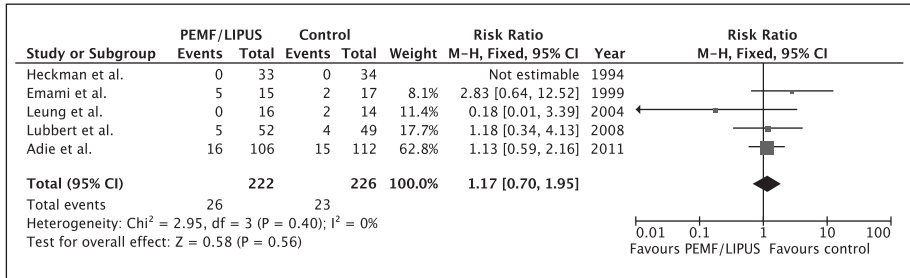 PEMF/LIPUS Control Risk Ratio Risk Ratio
Study or Subgroup Events Total Events Total Weight M-H, Fixed, 95% CI Year M-H, Fixed, 95% CI
Heckman et al. 0 33 0 34 Not estimable 1994
Emami et al. 5 15 2 17 8.1% 2.83 [0.64, 12.52] 1999
Leung et al. 0 16 2 14 11.4% 0.18 [0.01, 3.39] 2004
Lubbert et al. 5 52 4 49 17.7% 1.18 [0.34, 4.13] 2008
Adie et al. 16 106 15 112 62.8% 1.13 [0.59, 2.16] 2011
Total (95% CI) 222 226 100.0% 1.17 [0.70, 1.95]
Total events 26 23
Heterogeneity: Chi² = 2.95, df = 3 (P = 0.40); I² = 0%
Test for overall effect: Z = 0.58 (P = 0.56)
0.01 0.1 1 10 100
Favours PEMF/LIPUS Favours control